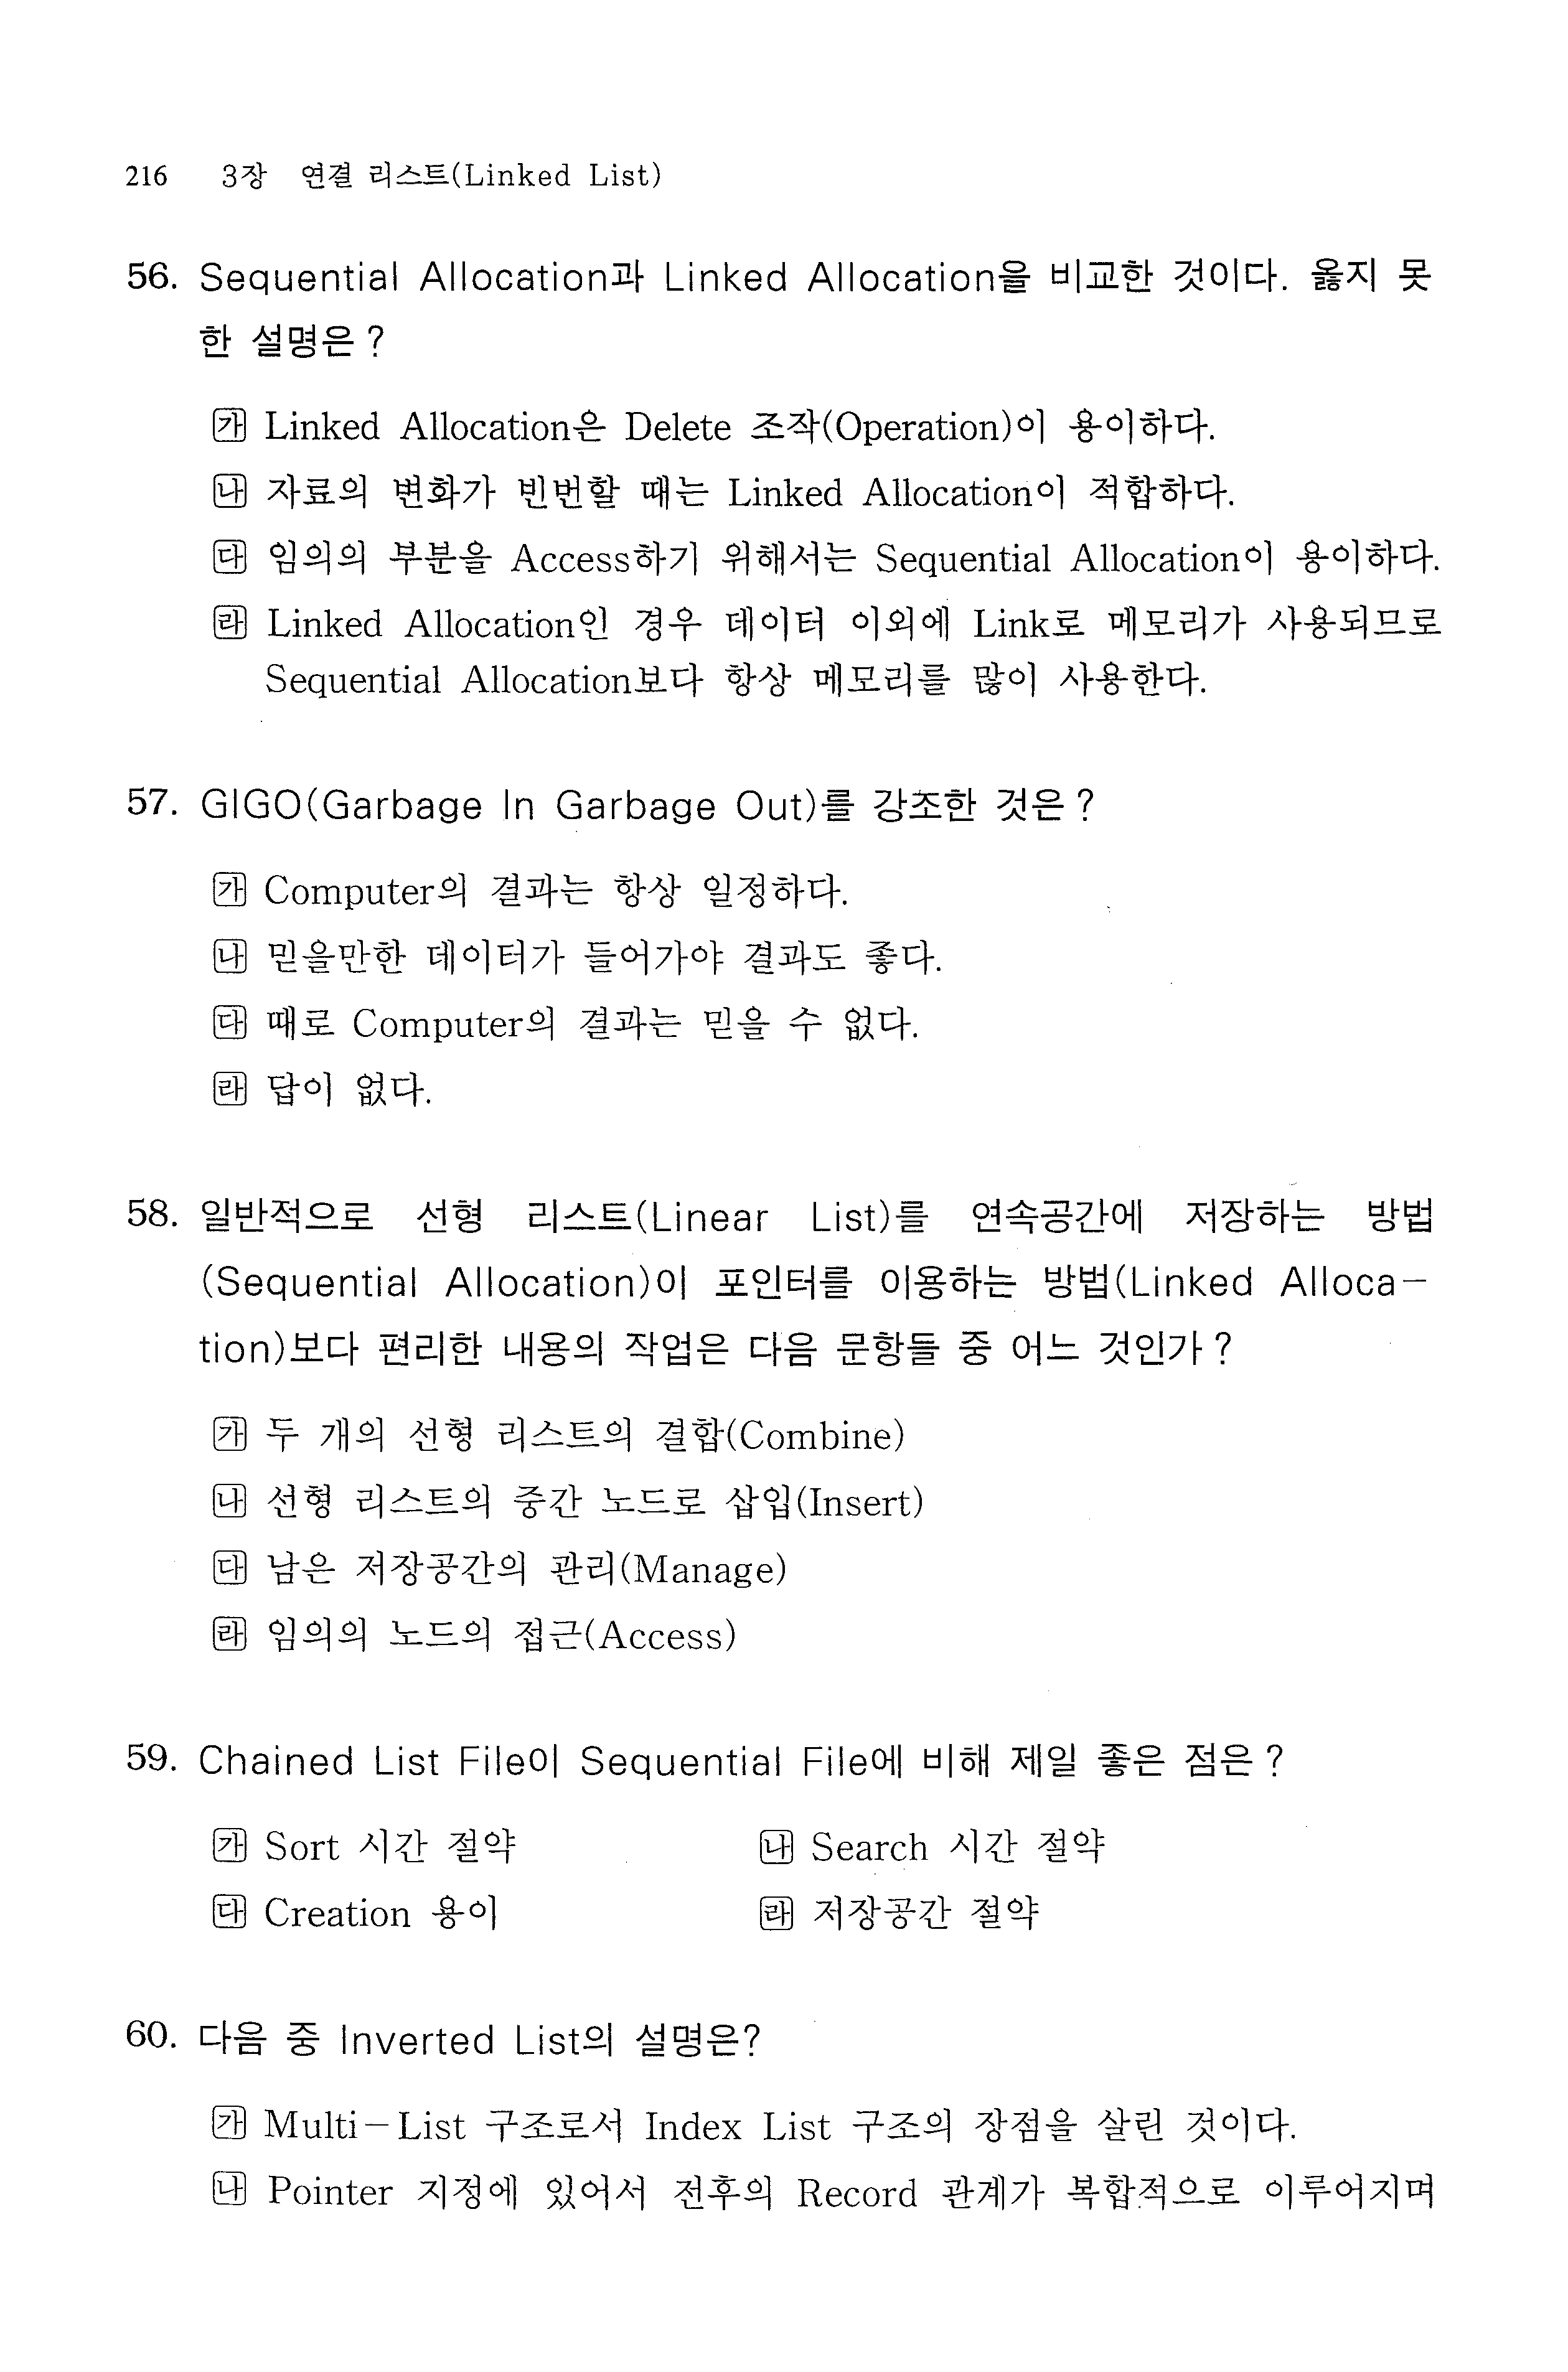 216 3장 연결 리스트(Linked List)
56. Sequential Allocation과 Linked Allocation을 비교한 것이다. 옳지 못
한 설명은?
㉮ Linked Allocation은 Delete 조작(Operation)이 용이하다.
㉯ 자료의 변화가 빈번할 때는 Linked Allocation이 적합하다.
㉰ 임의의 부분을 Access하기 위해서는 Sequential Allocation이 용이하다.
㉱ Linked Allocation인 경우 데이터 이외에 Link로 메모리가 사용되므로
Sequential Allocation보다 항상 메모리를 많이 사용한다.
57. GIGO(Garbage In Garbage Out)를 강조한 것은?
㉮ Computer의 결과는 항상 일정하다.
㉯ 믿을만한 데이터가 들어가야 결과도 좋다.
㉰ 때로 Computer의 결과는 믿을 수 없다.
㉱ 답이 없다.
58. 일반적으로 선형 리스트(Linear List)를 연속공간에 저장하는 방법
(Sequential Allocation)이 포인터를 이용하는 방법(Linked Alloca-
tion)보다 편리한 내용의 작업은 다음 문항들 중 어느 것인가?
㉮ 두 개의 선형 리스트의 결합(Combine)
㉯ 선형 리스트의 중간 노드로 삽입(Insert)
㉰ 남은 저장공간의 관리(Manage)
㉱ 임의의 노드의 접근(Access)
59. Chained List File이 Sequential File에 비해 제일 좋은 점은?
㉮ Sort 시간 절약 ㉯ Search 시간 절약
㉰ Creation 용이 ㉱ 저장공간 절약
60. 다음 중 Inverted List의 설명은?
㉮ Multi-List 구조로서 Index List 구조의 장점을 살린 것이다.
㉯ Pointer 지정에 있어서 전후의 Record 관계가 복합적으로 이루어지며